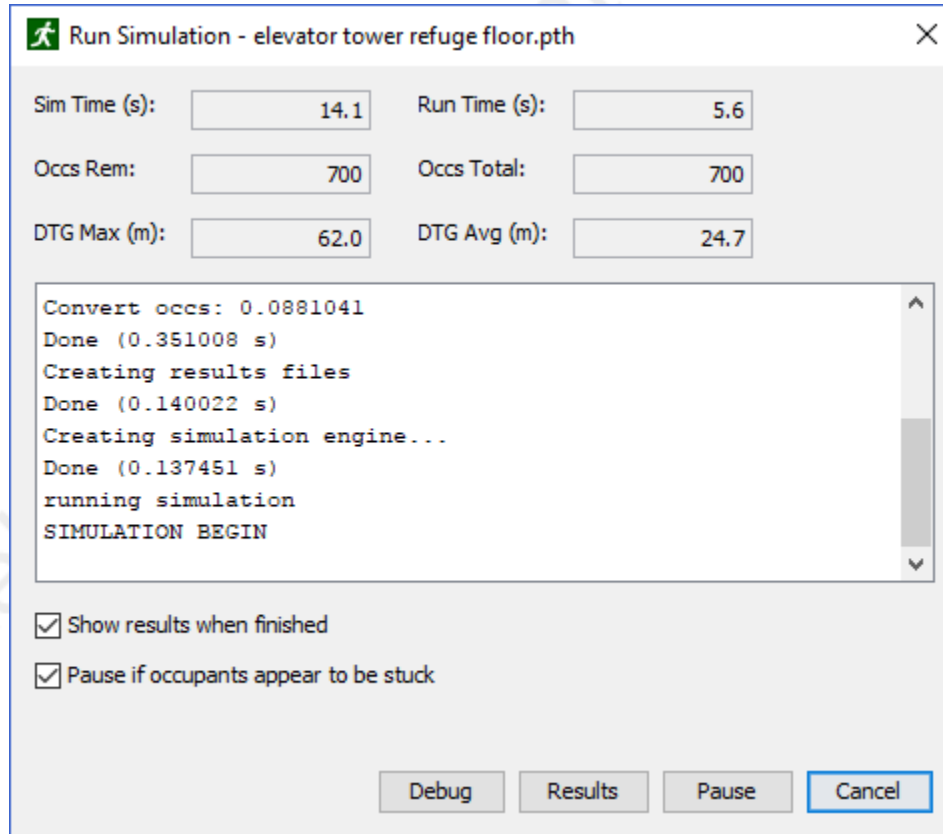 Run Simulation - elevator tower refuge floor.pth
Sim Time (s): 14.1 Run Time (s): 5.6
Occs Rem: 700 Occs Total: 700
DTG Max (m): 62.0 DTG Avg (m): 24.7
Convert occs: 0.0881041
Done (0.351008 s)
Creating results files
Done (0.140022 s)
Creating simulation engine...
Done (0.137451 s)
running simulation
SIMULATION BEGIN
Show results when finished
Pause if occupants appear to be stuck
Debug Results Pause Cancel